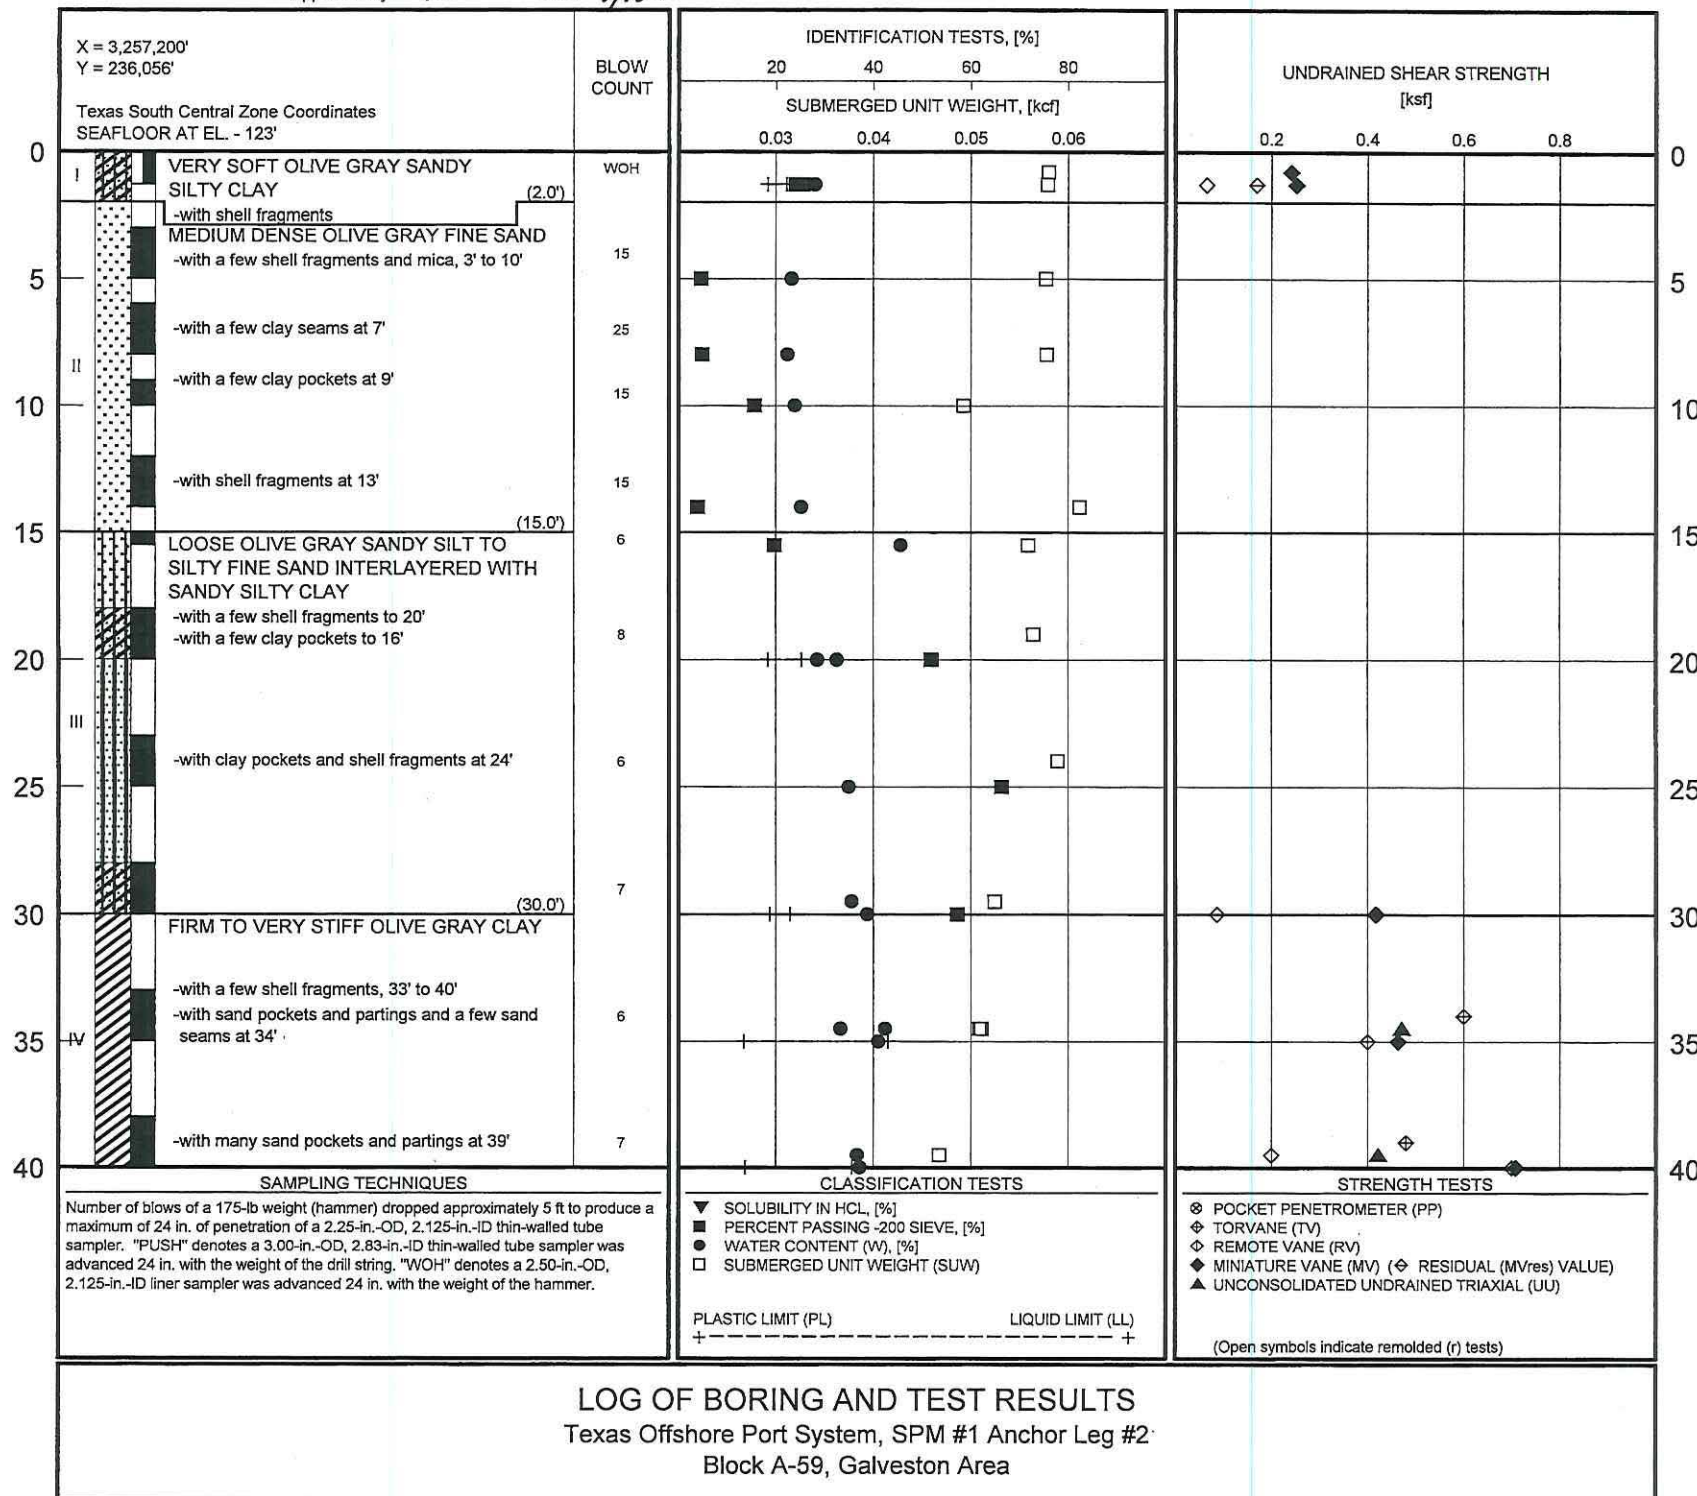 X = 3,257,200'
Y = 236,056'
Texas South Central Zone Coordinates
SEAFLOOR AT EL. - 123'
BLOW
COUNT
IDENTIFICATION TESTS, [%]
20 40 60 80
SUBMERGED UNIT WEIGHT, [kcf]
0.03 0.04 0.05 0.06
UNDRAINED SHEAR STRENGTH
[ksf]
0.2 0.4 0.6 0.8
0
I
VERY SOFT OLIVE GRAY SANDY
SILTY CLAY
(2.0')
WOH
0
-with shell fragments
MEDIUM DENSE OLIVE GRAY FINE SAND
-with a few shell fragments and mica, 3' to 10'
15
5
5
-with a few clay seams at 7'
25
II
-with a few clay pockets at 9'
15
10
10
-with shell fragments at 13'
15
(15.0')
15
15
LOOSE OLIVE GRAY SANDY SILT TO
SILTY FINE SAND INTERLAYERED WITH
SANDY SILTY CLAY
6
-with a few shell fragments to 20'
-with a few clay pockets to 16'
8
20
20
III
-with clay pockets and shell fragments at 24'
6
25
25
7
(30.0')
30
30
FIRM TO VERY STIFF OLIVE GRAY CLAY
-with a few shell fragments, 33' to 40'
-with sand pockets and partings and a few sand
seams at 34'
6
IV
35
35
-with many sand pockets and partings at 39'
7
40
40
SAMPLING TECHNIQUES
Number of blows of a 175-lb weight (hammer) dropped approximately 5 ft to produce a
maximum of 24 in. of penetration of a 2.25-in.-OD, 2.125-in.-ID thin-walled tube
sampler. "PUSH" denotes a 3.00-in.-OD, 2.83-in.-ID thin-walled tube sampler was
advanced 24 in. with the weight of the drill string. "WOH" denotes a 2.50-in.-OD,
2.125-in.-ID liner sampler was advanced 24 in. with the weight of the hammer.
CLASSIFICATION TESTS
SOLUBILITY IN HCL, [%]
PERCENT PASSING -200 SIEVE, [%]
WATER CONTENT (W), [%]
SUBMERGED UNIT WEIGHT (SUW)
PLASTIC LIMIT (PL) LIQUID LIMIT (LL)
STRENGTH TESTS
POCKET PENETROMETER (PP)
TORVANE (TV)
REMOTE VANE (RV)
MINIATURE VANE (MV) ( RESIDUAL (MVres) VALUE)
UNCONSOLIDATED UNDRAINED TRIAXIAL (UU)
(Open symbols indicate remolded (r) tests)
LOG OF BORING AND TEST RESULTS
Texas Offshore Port System, SPM #1 Anchor Leg #2
Block A-59, Galveston Area